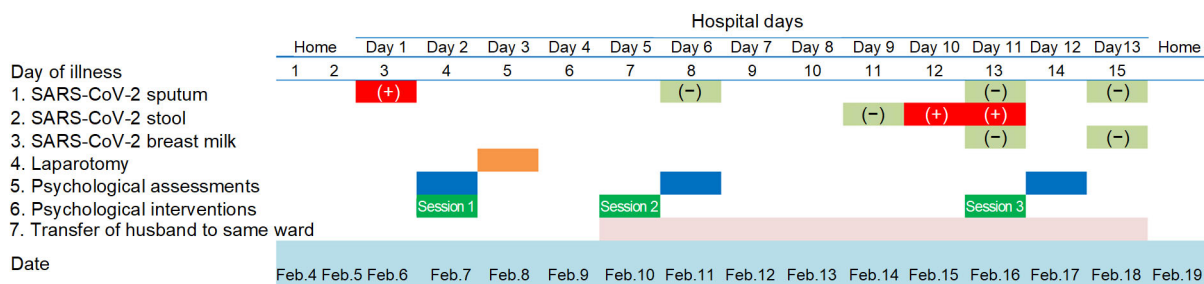 Hospital days
Home Day 1 Day 2 Day 3 Day 4 Day 5 Day 6 Day 7 Day 8 Day 9 Day 10 Day 11 Day 12 Day13 Home
Day of illness 1 2 3 4 5 6 7 8 9 10 11 12 13 14 15
1. SARS-CoV-2 sputum (+) (−) (−) (−)
2. SARS-CoV-2 stool (−) (+) (+)
3. SARS-CoV-2 breast milk (−) (−)
4. Laparotomy
5. Psychological assessments
6. Psychological interventions Session 1 Session 2 Session 3
7. Transfer of husband to same ward
Date Feb.4 Feb.5 Feb.6 Feb.7 Feb.8 Feb.9 Feb.10 Feb.11 Feb.12 Feb.13 Feb.14 Feb.15 Feb.16 Feb.17 Feb.18 Feb.19